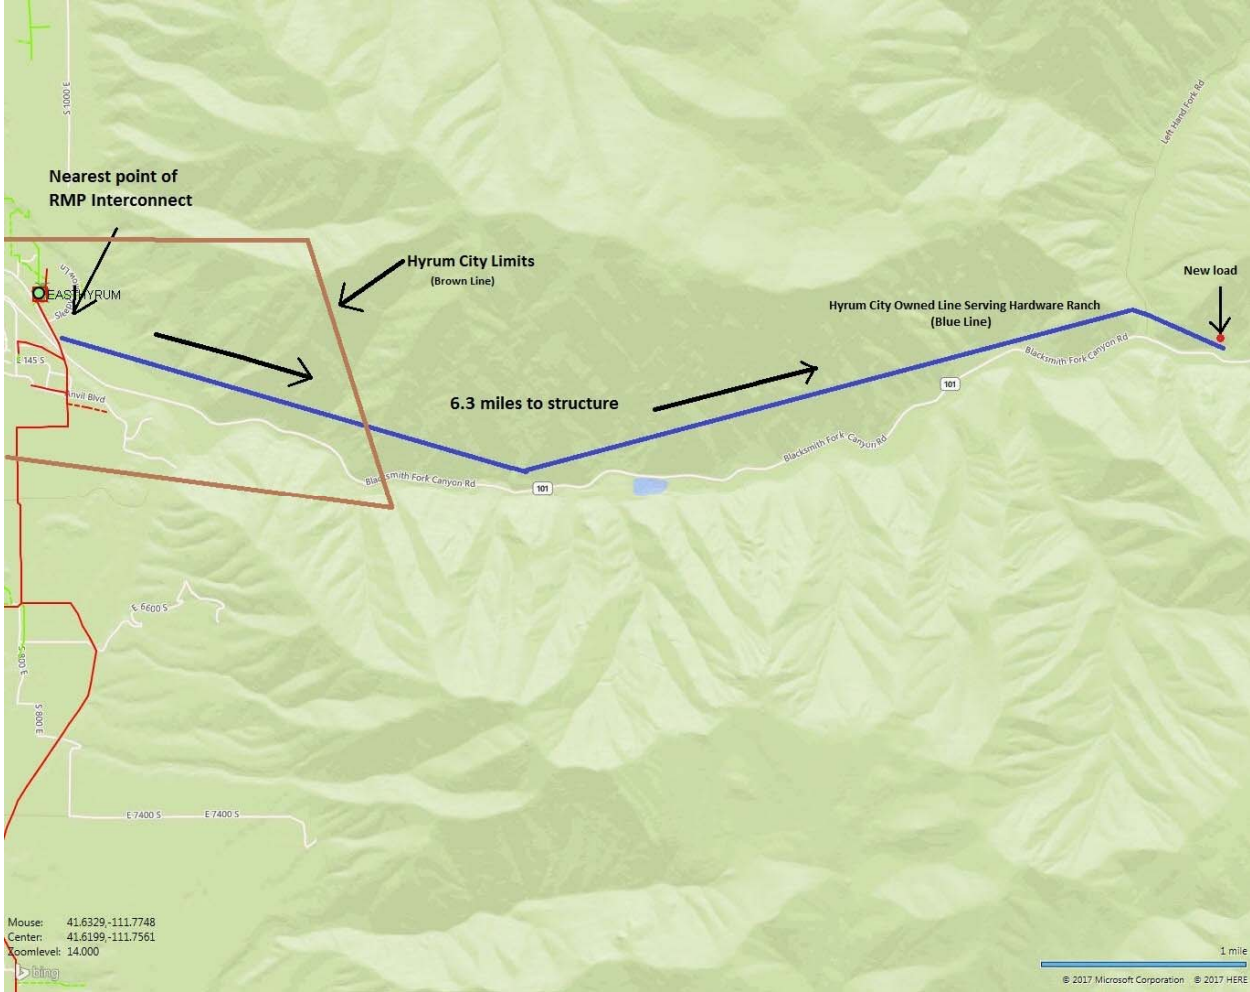 S 1000 E
Left Hand Fork Rd
Nearest point of
RMP Interconnect
Hyrum City Limits
(Brown Line)
New load
EASTHYRUM
Hyrum City Owned Line Serving Hardware Ranch
(Blue Line)
E 145 S
Blacksmith Fork Canyon Rd
101
Anvil Blvd
6.3 miles to structure
Blacksmith Fork Canyon Rd
Blacksmith Fork Canyon Rd
101
E 6600 S
S 800 E
S 800 E
E 7400 S
E 7400 S
Mouse: 41.6329,-111.7748
Center: 41.6199,-111.7561
Zoomlevel: 14.000
bing
1 mile
© 2017 Microsoft Corporation © 2017 HERE